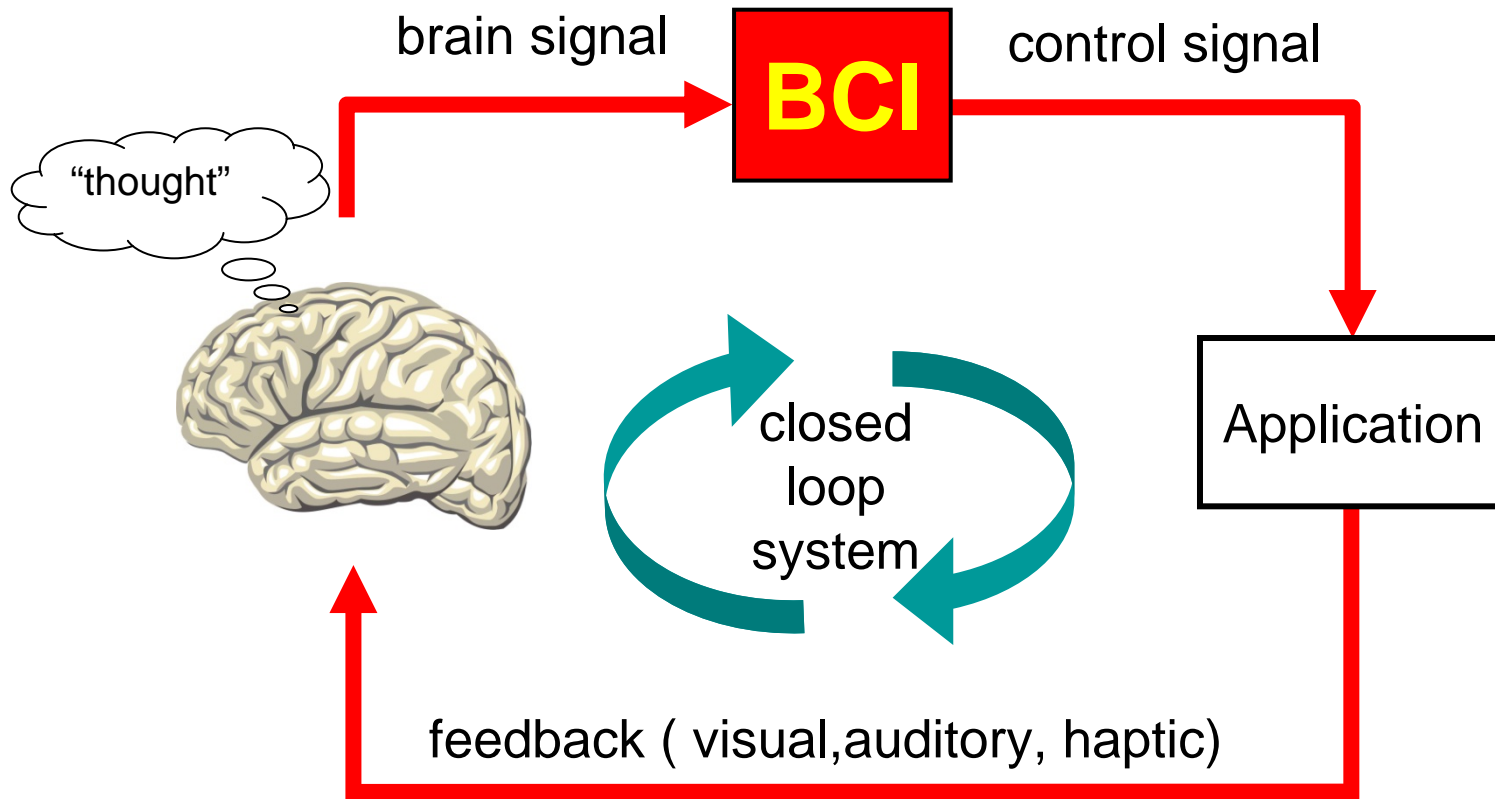 brain signal
BCI
control signal
“thought”
closed
loop
system
Application
feedback ( visual,auditory, haptic)